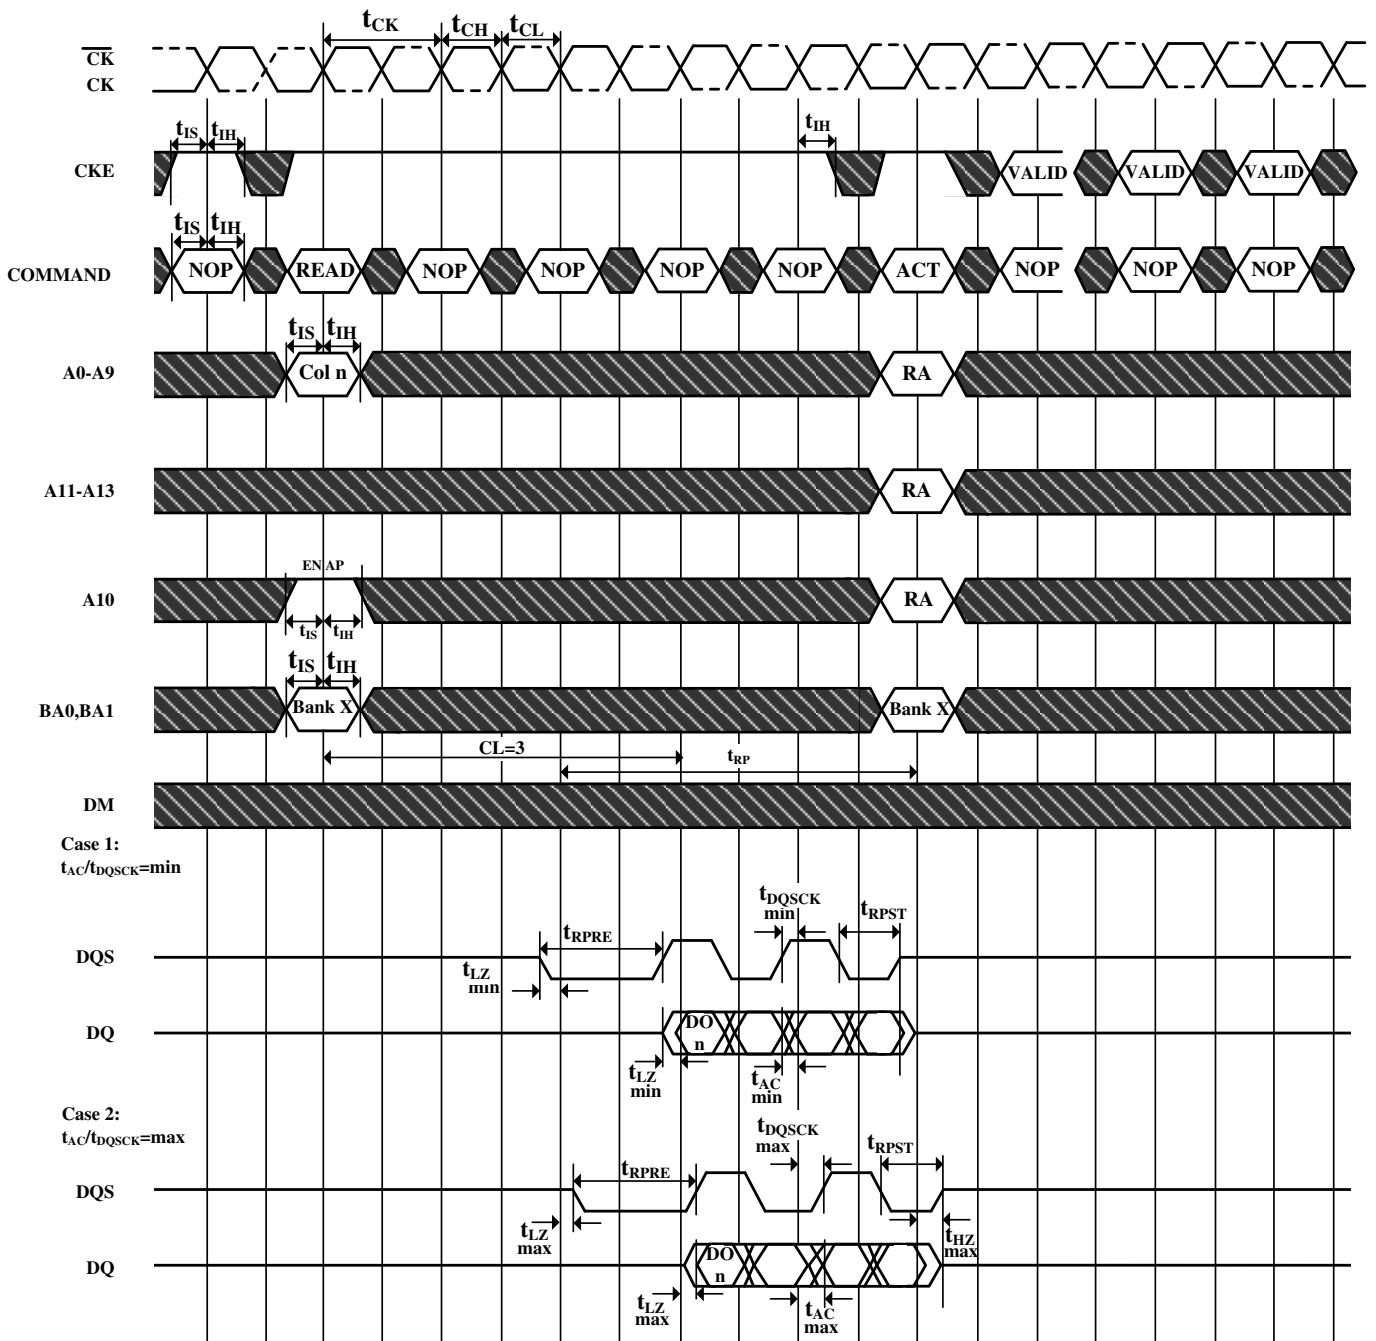 tCK tCH tCL
CK
CK
tIS tIH tIH
CKE VALID VALID VALID
tIS tIH
COMMAND NOP READ NOP NOP NOP NOP ACT NOP NOP NOP
tIS tIH
A0-A9 Col n RA
A11-A13 RA
EN AP
A10 RA
tIS tIH
tIS tIH
BA0,BA1 Bank X Bank X
CL=3 tRP
DM
Case 1:
tAC/tDQSCK=min
tDQSCK
min
tRPST
tRPRE
DQS
tLZ
min
DQ DO
n
tLZ
min
tAC
min
Case 2:
tAC/tDQSCK=max
tDQSCK
max
tRPST
tRPRE
DQS
tLZ
max
tHZ
max
DQ DO
n
tLZ
max
tAC
max